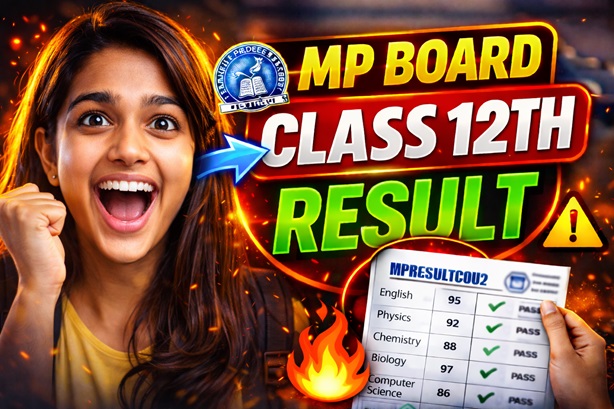 MP BOARD
CLASS 12TH
RESULT
MPRESULTCOU2
English 95 PASS
Physics 92 PASS
Chemistry 88 PASS
Biology 97 PASS
Computer
Science 86 PASS